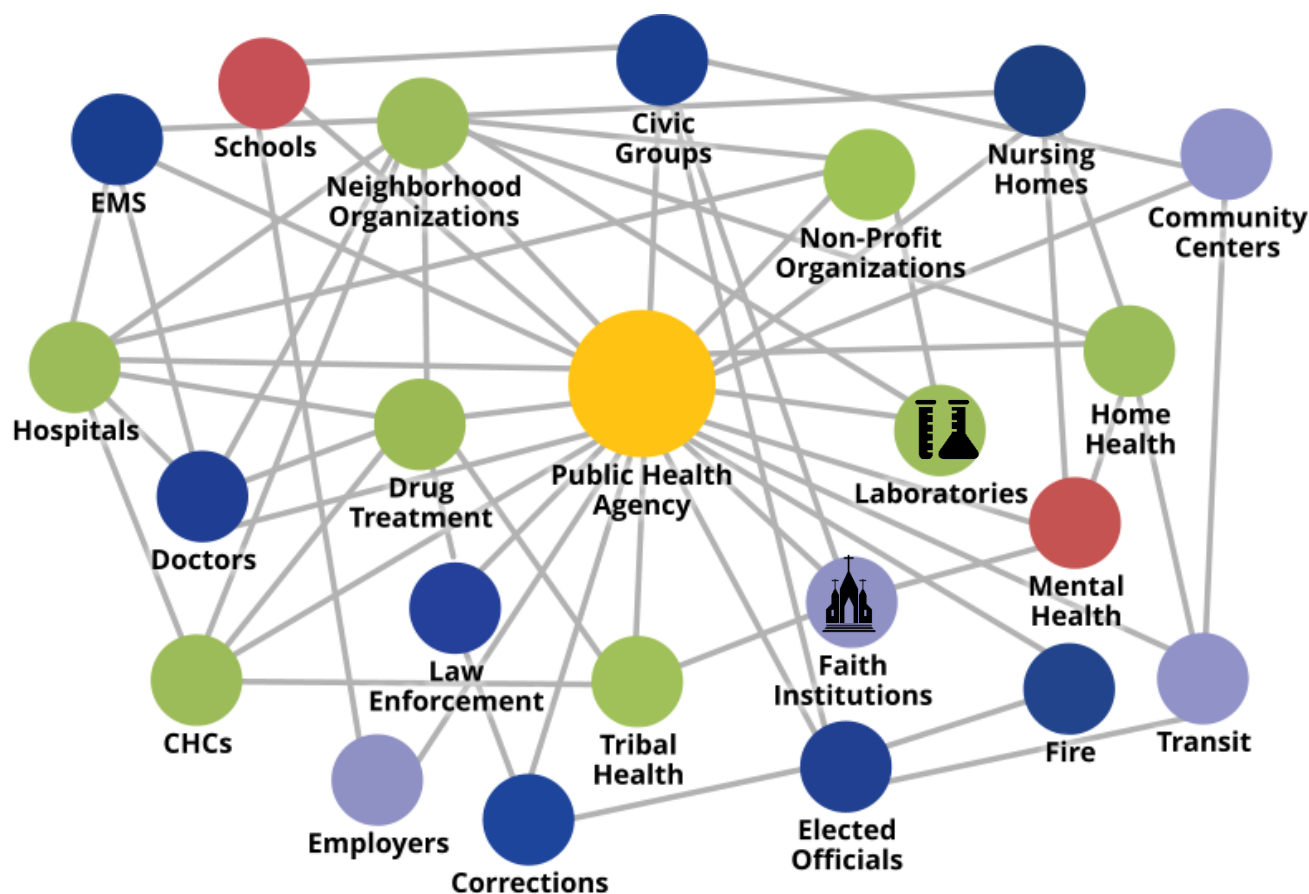 Schools
Civic
Groups
EMS
Neighborhood
Organizations
Nursing
Homes
Community
Centers
Non-Profit
Organizations
Hospitals
Home
Health
Public Health
Agency
Drug
Treatment
Laboratories
Doctors
Mental
Health
Law
Enforcement
Faith
Institutions
CHCs
Tribal
Health
Fire
Transit
Employers
Elected
Officials
Corrections